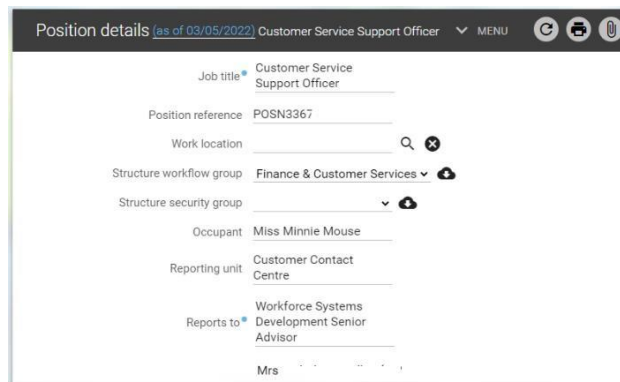 Position details (as of 03/05/2022) Customer Service Support Officer MENU
Job title Customer Service
Support Officer
Position reference POSN3367
Work location
Structure workflow group Finance & Customer Services
Structure security group
Occupant Miss Minnie Mouse
Reporting unit Customer Contact
Centre
Reports to Workforce Systems
Development Senior
Advisor
Mrs